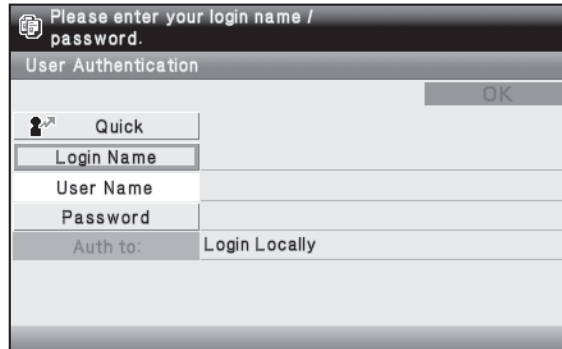 Please enter your login name /
password.
User Authentication
OK
Quick
Login Name
User Name
Password
Auth to: Login Locally